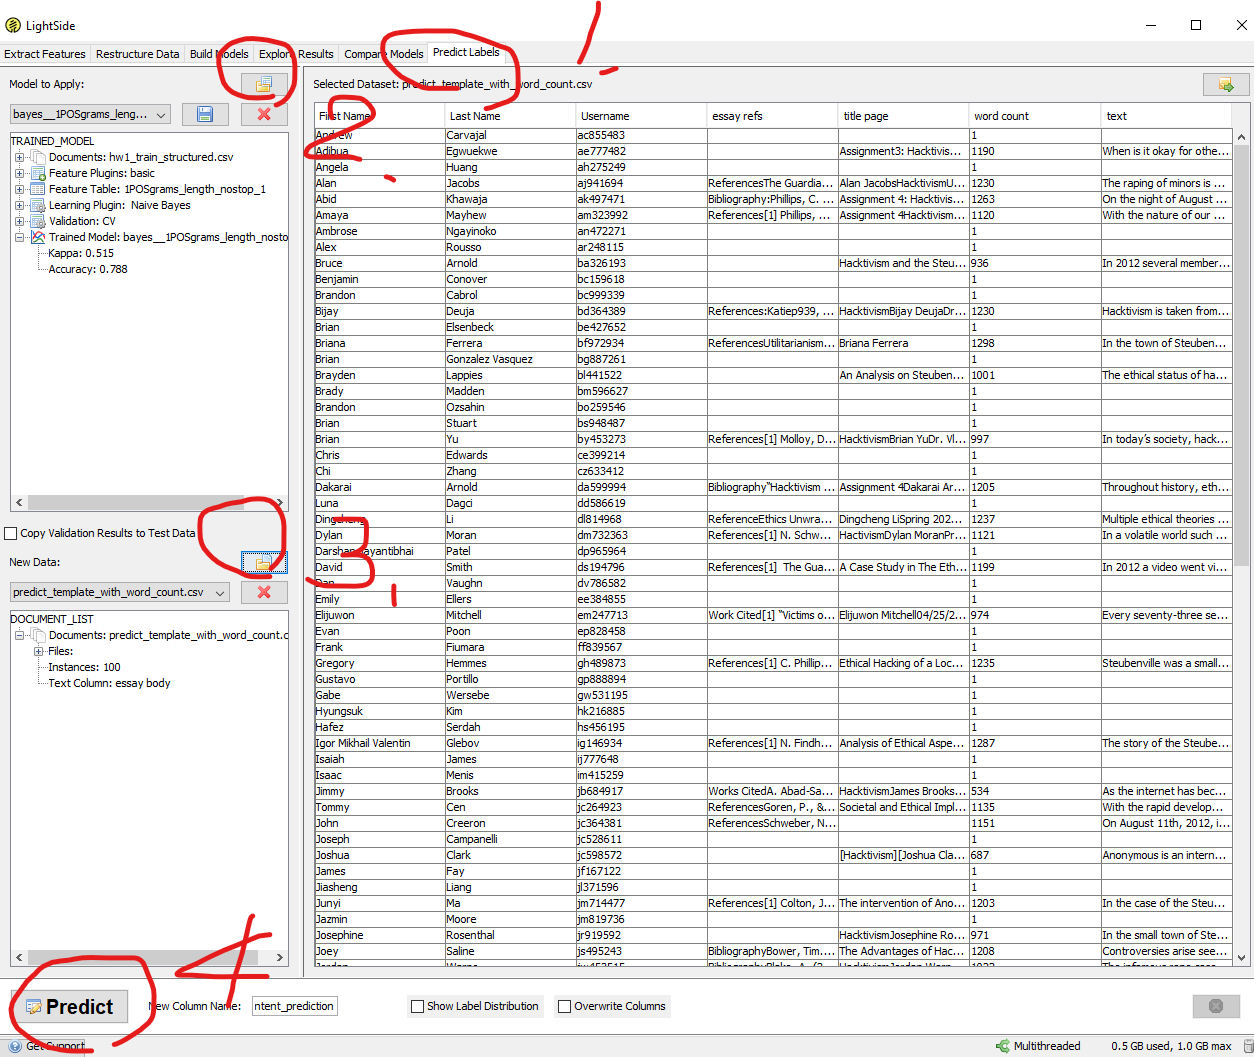 LightSide
Extract Features Restructure Data Build Models Explore Results Compare Models Predict Labels
1.
Model to Apply:
bayes__1POSgrams_leng...
TRAINED_MODEL
Documents: hw1_train_structured.csv
Feature Plugins: basic
Feature Table: 1POSgrams_length_nostop_1
Learning Plugin: Naive Bayes
Validation: CV
Trained Model: bayes__1POSgrams_length_nosto
Kappa: 0.515
Accuracy: 0.788
2.
Copy Validation Results to Test Data
New Data:
predict_template_with_word_count.csv
DOCUMENT_LIST
Documents: predict_template_with_word_count.c
Files:
Instances: 100
Text Column: essay body
3.
Selected Dataset: predict_template_with_word_count.csv
First Name Last Name Username essay refs title page word count text
Andrew Carvajal ac855483 1
Adibua Egwuekwe ae777482 Assignment3: Hacktivis... 1190 When is it okay for othe...
Angela Huang ah275249 1
Alan Jacobs aj941694 ReferencesThe Guardia... Alan JacobsHacktivismU... 1230 The raping of minors is ...
Abid Khawaja ak497471 Bibliography:Phillips, C. ... Assignment 4: Hacktivis... 1263 On the night of August ...
Amaya Mayhew am323992 References[1] Phillips, ... Assignment 4Hacktivism... 1120 With the nature of our ...
Ambrose Ngayinoko an472271 1
Alex Rousso ar248115 1
Bruce Arnold ba326193 Hacktivism and the Steu... 936 In 2012 several member...
Benjamin Conover bc159618 1
Brandon Cabrol bc999339 1
Bijay Deuja bd364389 References:Katiep939, ... HacktivismBijay DeujaDr... 1230 Hacktivism is taken from...
Brian Elsenbeck be427652 1
Briana Ferrera bf972934 ReferencesUtilitarianism... Briana Ferrera 1298 In the town of Steuben...
Brian Gonzalez Vasquez bg887261 1
Brayden Lappies bl441522 An Analysis on Steuben... 1001 The ethical status of ha...
Brady Madden bm596627 1
Brandon Ozsahin bo259546 1
Brian Stuart bs948487 1
Brian Yu by453273 References[1] Molloy, D... HacktivismBrian YuDr. Vl... 997 In today's society, hack...
Chris Edwards ce399214 1
Chi Zhang cz633412 1
Dakarai Arnold da599994 Bibliography"Hacktivism ... Assignment 4Dakarai Ar... 1205 Throughout history, eth...
Luna Dagci dd586619 1
Dingcheng Li dl814968 ReferenceEthics Unwra... Dingcheng LiSpring 202... 1237 Multiple ethical theories ...
Dylan Moran dm732363 References[1] N. Schw... HactivismDylan MoranPr... 1121 In a volatile world such ...
Patel dp965964 1
David Smith ds194796 References[1] The Gua... A Case Study in The Eth... 1199 In 2012 a video went vi...
Dan Vaughn dv786582 1
Emily Ellers ee384855 1
Elijuwon Mitchell em247713 Work Cited[1] "Victims o... Elijuwon Mitchell04/25/2... 974 Every seventy-three se...
Evan Poon ep828458 1
Frank Fiumara ff839567 1
Gregory Hemmes gh489873 References[1] C. Phillip... Ethical Hacking of a Loc... 1235 Steubenville was a small...
Gustavo Portillo gp888894 1
Gabe Wersebe gw531195 1
Hyungsuk Kim hk216885 1
Hafez Serdah hs456195 1
Igor Mikhail Valentin Glebov ig146934 References[1] N. Findh... Analysis of Ethical Aspe... 1287 The story of the Steube...
Isaiah James ij777648 1
Isaac Menis im415259 1
Jimmy Brooks jb684917 Works CitedA. Abad-Sa... HacktivismJames Brooks... 534 As the internet has bec...
Tommy Cen jc264923 ReferencesGoren, P., &... Societal and Ethical Impl... 1135 With the rapid develop...
John Creeron jc364381 ReferencesSchweber, N... 1151 On August 11th, 2012, i...
Joseph Campanelli jc528611 1
Joshua Clark jc598572 [Hacktivism][Joshua Cla... 687 Anonymous is an intern...
James Fay jf167122 1
Jiasheng Liang jl371596 1
Junyi Ma jm714477 References[1] Colton, J... The intervention of Ano... 1203 In the case of the Steu...
Jazmin Moore jm819736 1
Josephine Rosenthal jr919592 HacktivismJosephine Ro... 971 In the small town of Ste...
Joey Saline js495243 BibliographyBower, Tim.... The Advantages of Hac... 1208 Controversies arise see...
4
Predict New Column Name: ntent_prediction Show Label Distribution Overwrite Columns
Get Support Multithreaded 0.5 GB used, 1.0 GB max